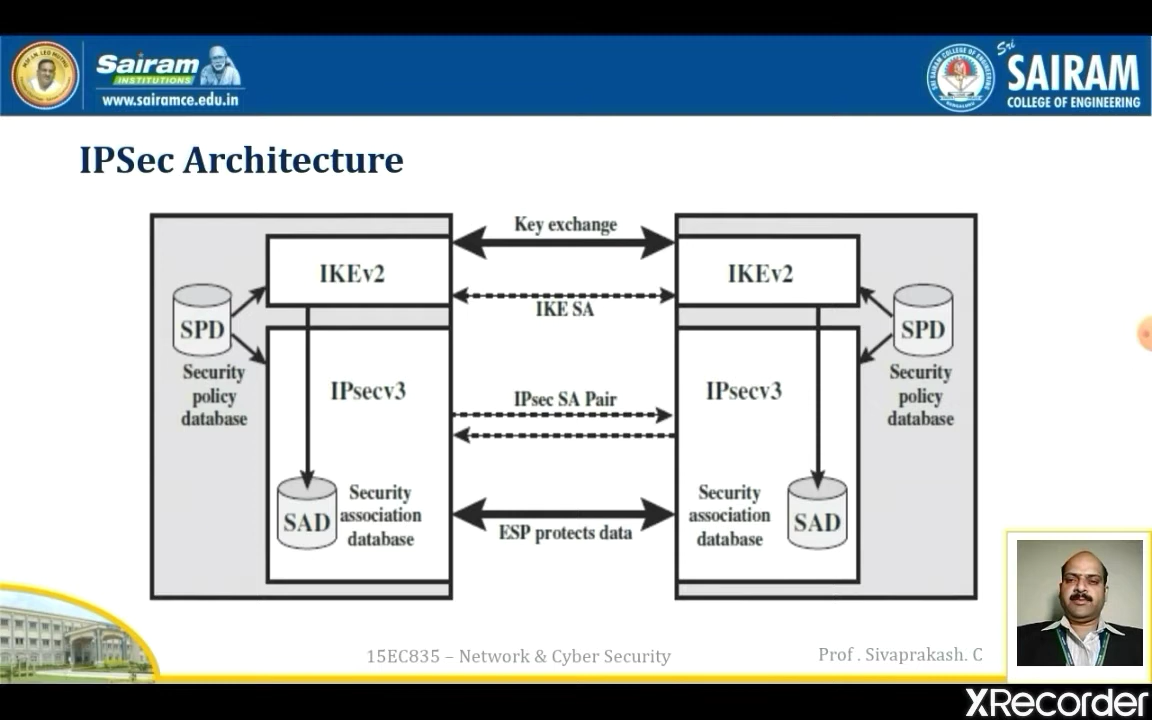 Sairam
INSTITUTIONS
www.sairamce.edu.in
Sri
SAIRAM
COLLEGE OF ENGINEERING
IPSec Architecture
Key exchange
IKEv2
IKEv2
IKE SA
SPD
Security
policy
database
SPD
Security
policy
database
IPsecv3
IPsec SA Pair
IPsecv3
SAD
Security
association
database
ESP protects data
Security
association
database
SAD
15EC835 – Network & Cyber Security
Prof . Sivaprakash. C
XRecorder